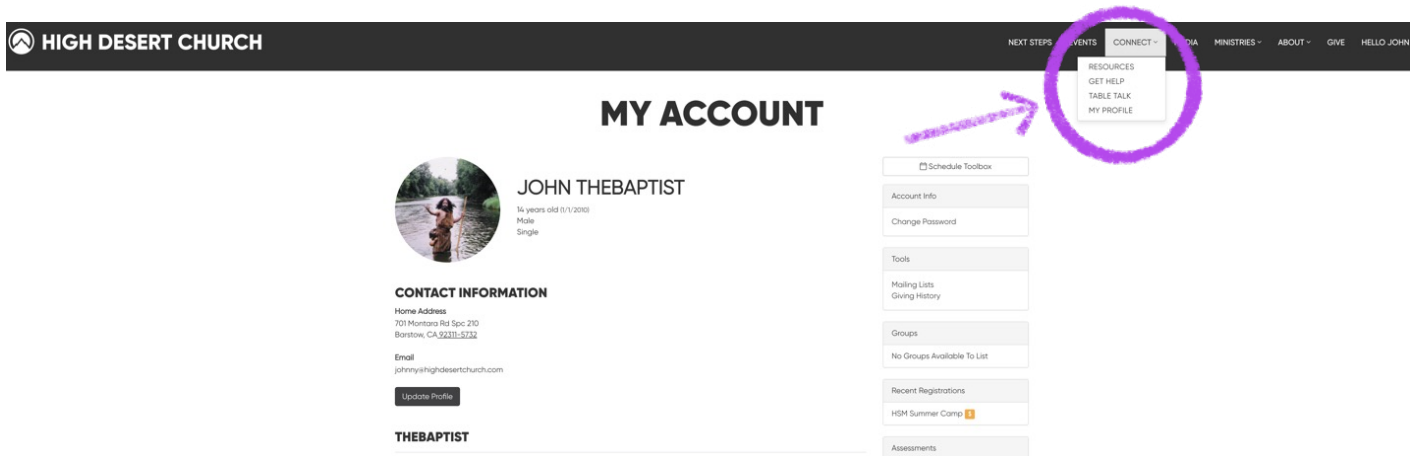 HIGH DESERT CHURCH
NEXT STEPS EVENTS CONNECT MEDIA MINISTRIES ABOUT GIVE HELLO JOHN
RESOURCES
GET HELP
TABLE TALK
MY PROFILE
MY ACCOUNT
JOHN THEBAPTIST
14 years old (1/1/2010)
Male
Single
CONTACT INFORMATION
Home Address
701 Montara Rd Spc 210
Barstow, CA 92311-5732
Email
johnny@highdesertchurch.com
Update Profile
THEBAPTIST
Schedule Toolbox
Account Info
Change Password
Tools
Mailing Lists
Giving History
Groups
No Groups Available To List
Recent Registrations
HSM Summer Camp
Assessments